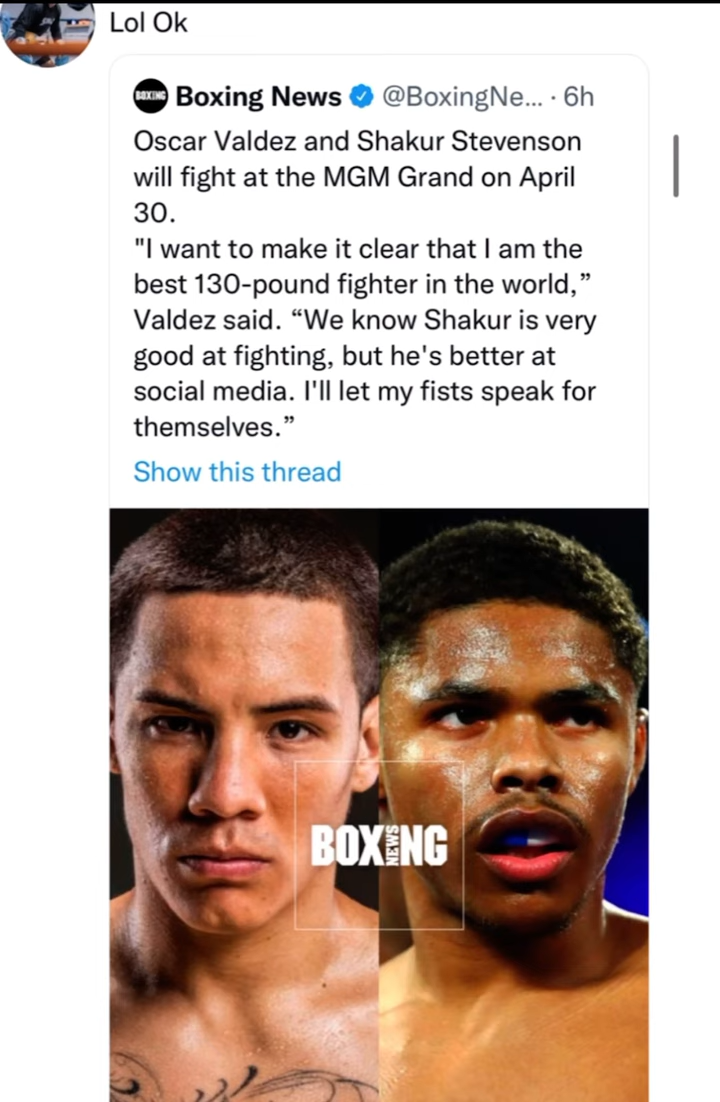 Lol Ok
BOXING Boxing News @BoxingNe... · 6h
Oscar Valdez and Shakur Stevenson
will fight at the MGM Grand on April
30.
"I want to make it clear that I am the
best 130-pound fighter in the world,”
Valdez said. “We know Shakur is very
good at fighting, but he's better at
social media. I'll let my fists speak for
themselves.”
Show this thread
BOXING NEWS